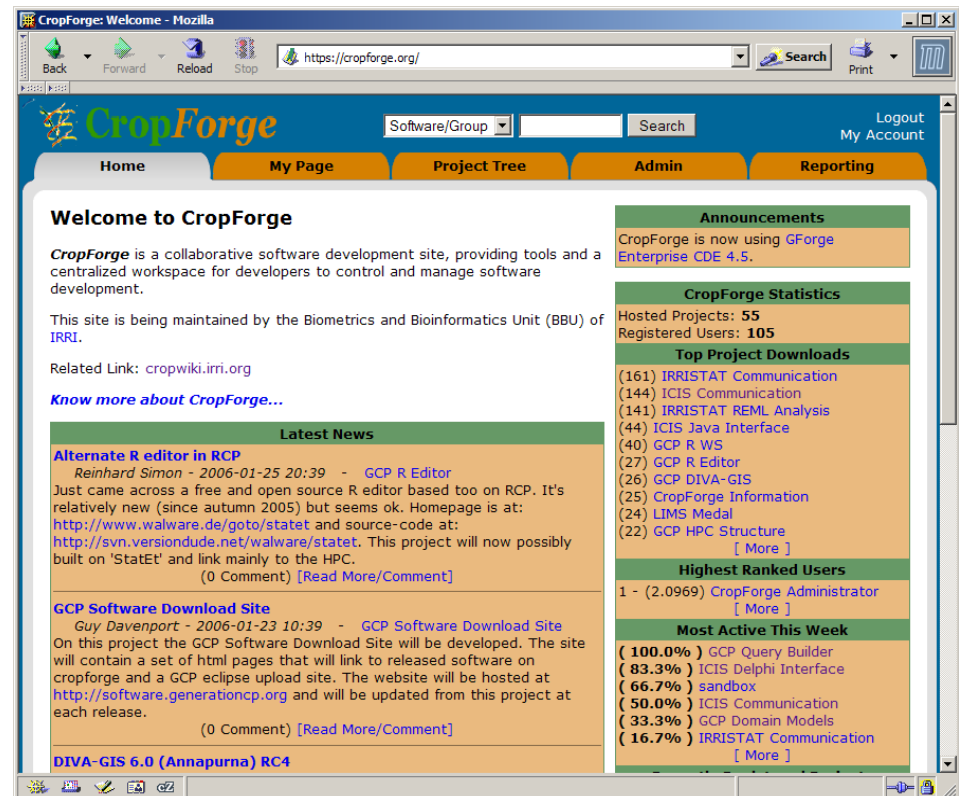 CropForge: Welcome - Mozilla
Back
Forward
Reload
Stop
https://cropforge.org/
Search
Print
CropForge
Software/Group
Search
Logout
My Account
Home
My Page
Project Tree
Admin
Reporting
Welcome to CropForge
CropForge is a collaborative software development site, providing tools and a
centralized workspace for developers to control and manage software
development.
This site is being maintained by the Biometrics and Bioinformatics Unit (BBU) of
IRRI.
Related Link: cropwiki.irri.org
Know more about CropForge...
Latest News
Alternate R editor in RCP
Reinhard Simon - 2006-01-25 20:39 - GCP R Editor
Just came across a free and open source R editor based too on RCP. It's
relatively new (since autumn 2005) but seems ok. Homepage is at:
http://www.walware.de/goto/statet and source-code at:
http://svn.versiondude.net/walware/statet. This project will now possibly
built on 'StatEt' and link mainly to the HPC.
(0 Comment) [Read More/Comment]
GCP Software Download Site
Guy Davenport - 2006-01-23 10:39 - GCP Software Download Site
On this project the GCP Software Download Site will be developed. The site
will contain a set of html pages that will link to released software on
cropforge and a GCP eclipse upload site. The website will be hosted at
http://software.generationcp.org and will be updated from this project at
each release.
(0 Comment) [Read More/Comment]
DIVA-GIS 6.0 (Annapurna) RC4
Announcements
CropForge is now using GForge
Enterprise CDE 4.5.
CropForge Statistics
Hosted Projects: 55
Registered Users: 105
Top Project Downloads
(161) IRRISTAT Communication
(144) ICIS Communication
(141) IRRISTAT REML Analysis
(44) ICIS Java Interface
(40) GCP R WS
(27) GCP R Editor
(26) GCP DIVA-GIS
(25) CropForge Information
(24) LIMS Medal
(22) GCP HPC Structure
[ More ]
Highest Ranked Users
1 - (2.0969) CropForge Administrator
[ More ]
Most Active This Week
( 100.0% ) GCP Query Builder
( 83.3% ) ICIS Delphi Interface
( 66.7% ) sandbox
( 50.0% ) ICIS Communication
( 33.3% ) GCP Domain Models
( 16.7% ) IRRISTAT Communication
[ More ]